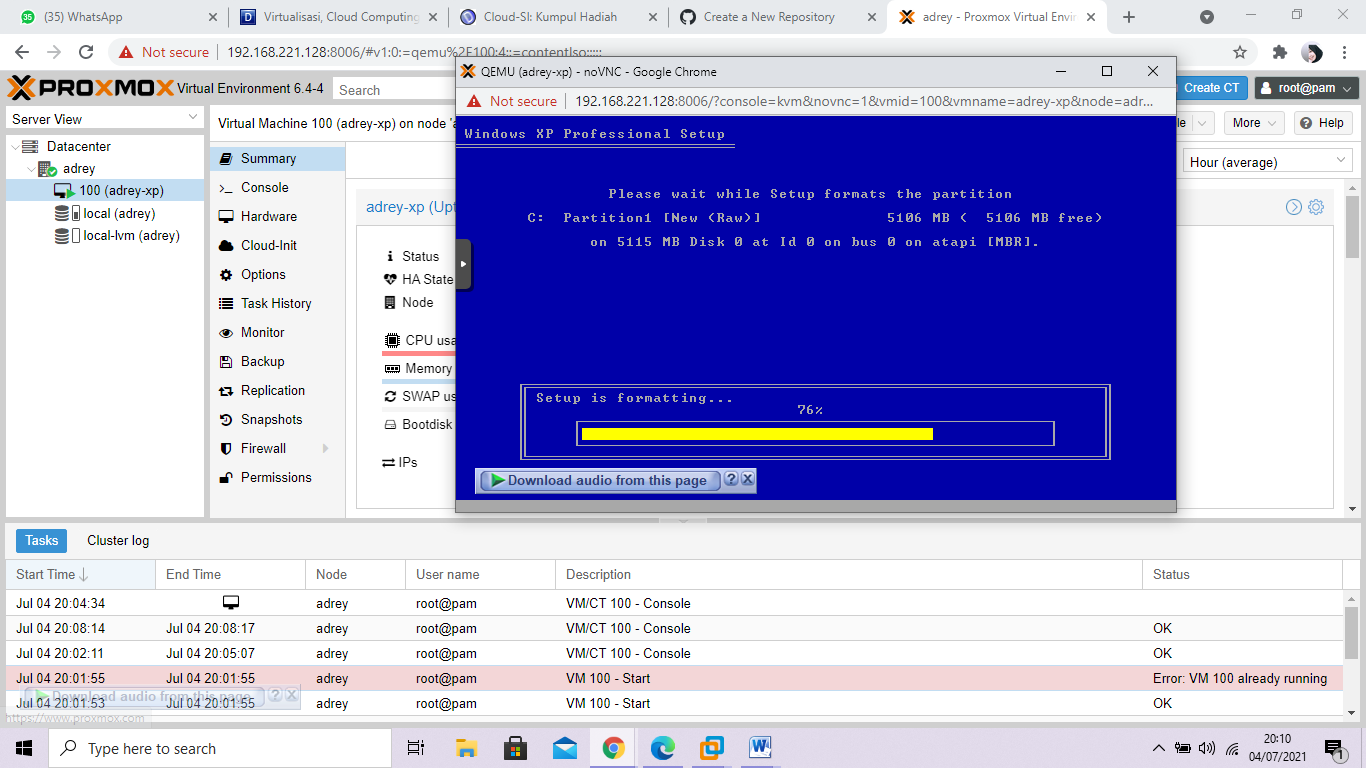 (35) WhatsApp
Virtualisasi, Cloud Computing
Cloud-SI: Kumpul Hadiah
Create a New Repository
adrey - Proxmox Virtual Envir
Not secure
192.168.221.128:8006/#v1:0:=qemu%2F100:4::=contentIso:::::
PROXMOX Virtual Environment 6.4-4
Search
Create CT
root@pam
Server View
Datacenter
adrey
100 (adrey-xp)
local (adrey)
local-lvm (adrey)
Virtual Machine 100 (adrey-xp) on node 'a
le
More
Help
Hour (average)
Summary
Console
Hardware
Cloud-Init
Options
Task History
Monitor
Backup
Replication
Snapshots
Firewall
Permissions
adrey-xp (Upt
Status
HA State
Node
CPU usa
Memory
SWAP us
Bootdisk
IPs
QEMU (adrey-xp) - noVNC - Google Chrome
Not secure
192.168.221.128:8006/?console=kvm&novnc=1&vmid=100&vmname=adrey-xp&node=adr...
Windows XP Professional Setup
Please wait while Setup formats the partition
C: Partition1 [New (Raw)] 5106 MB ( 5106 MB free)
on 5115 MB Disk 0 at Id 0 on bus 0 on atapi [MBR].
Setup is formatting...
76%
Download audio from this page ?
Tasks
Cluster log
Start Time End Time Node User name Description Status
Jul 04 20:04:34 adrey root@pam VM/CT 100 - Console
Jul 04 20:08:14 Jul 04 20:08:17 adrey root@pam VM/CT 100 - Console OK
Jul 04 20:02:11 Jul 04 20:05:07 adrey root@pam VM/CT 100 - Console OK
Jul 04 20:01:55 Jul 04 20:01:55 adrey root@pam VM 100 - Start Error: VM 100 already running
Download audio from this page ?
Jul 04 20:01:53 Jul 04 20:01:55 adrey root@pam VM 100 - Start OK
https://www.proxmox.com
Type here to search
20:10
04/07/2021
1